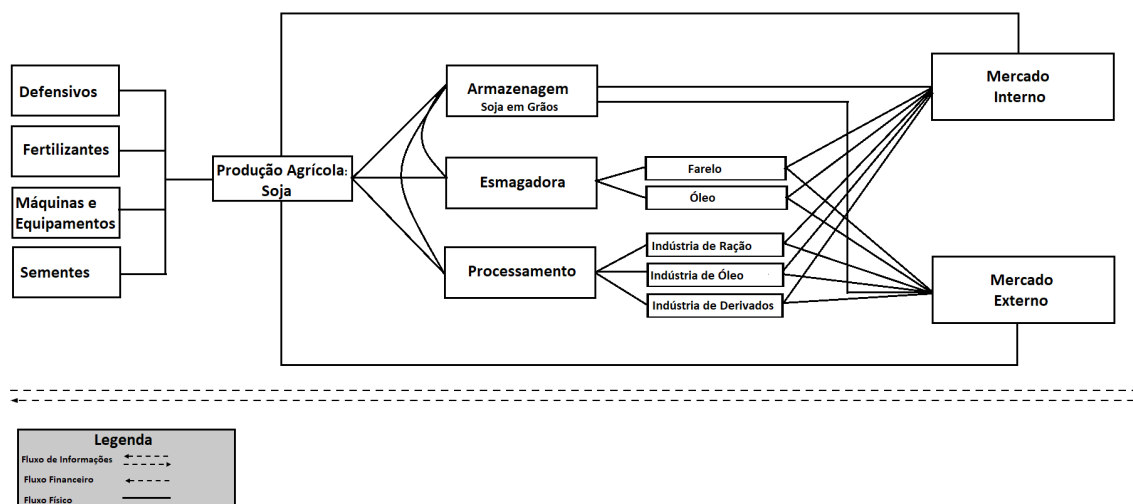 Defensivos
Fertilizantes
Máquinas e
Equipamentos
Sementes
Produção Agrícola:
Soja
Armazenagem
Soja em Grãos
Esmagadora
Processamento
Farelo
Óleo
Indústria de Ração
Indústria de Óleo
Indústria de Derivados
Mercado
Interno
Mercado
Externo
Legenda
Fluxo de Informações
Fluxo Financeiro
Fluxo Físico